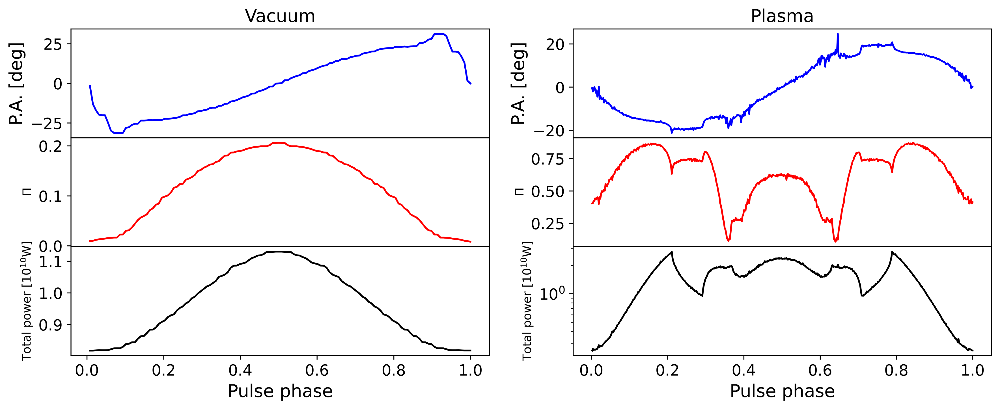 Vacuum
P.A. [deg]
25
0
−25
Π
0.2
0.1
0.0
Total power [10¹⁰W]
1.1
1.0
0.9
0.0 0.2 0.4 0.6 0.8 1.0
Pulse phase
Plasma
P.A. [deg]
20
0
−20
Π
0.75
0.50
0.25
Total power [10¹⁰W]
10⁰
0.0 0.2 0.4 0.6 0.8 1.0
Pulse phase